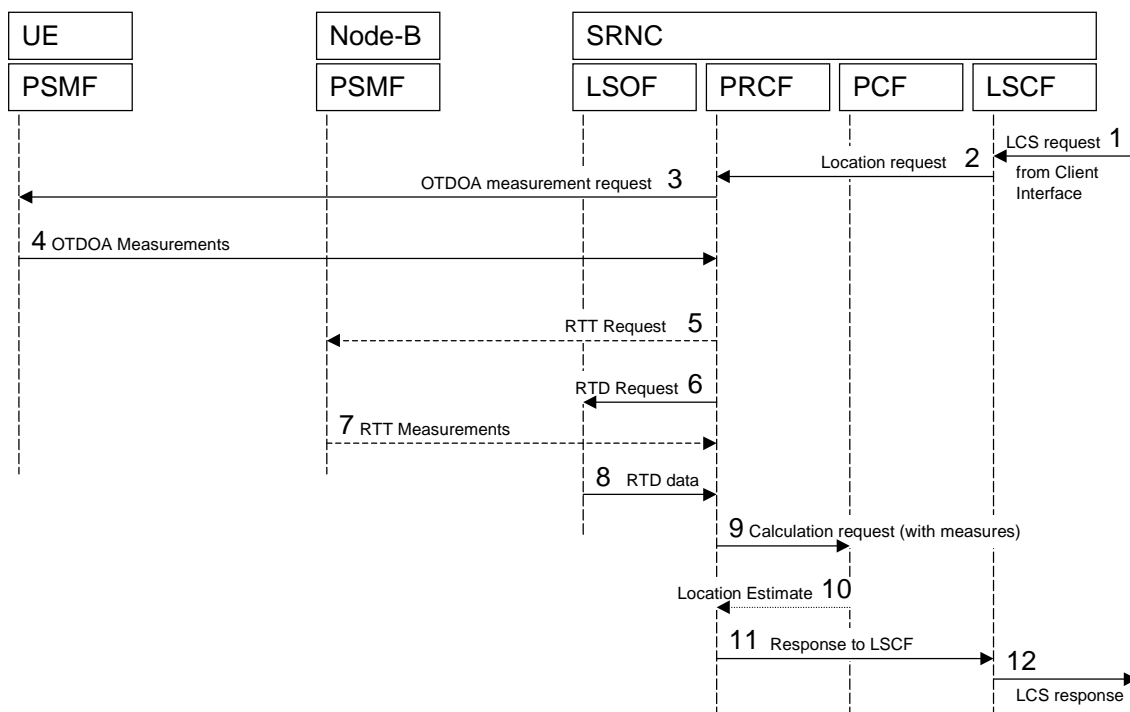 UE
Node-B
SRNC
PSMF
PSMF
LSOF
PRCF
PCF
LSCF
LCS request 1
from Client
Interface
Location request 2
OTDOA measurement request 3
4 OTDOA Measurements
RTT Request 5
RTD Request 6
7 RTT Measurements
8 RTD data
9 Calculation request (with measures)
Location Estimate 10
11 Response to LSCF
12
LCS response